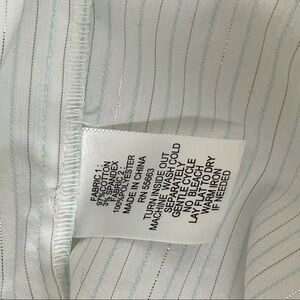 FABRIC 1:
97%COTTON
3% SPANDEX
FABRIC 2:
100%POLYESTER
MADE IN CHINA
RN 55663
TURN INSIDE OUT
MACHINE WASH COLD
SEPARATELY
GENTLE CYCLE
NO BLEACH
LAY FLAT TO DRY
WARM IRON
IF NEEDED